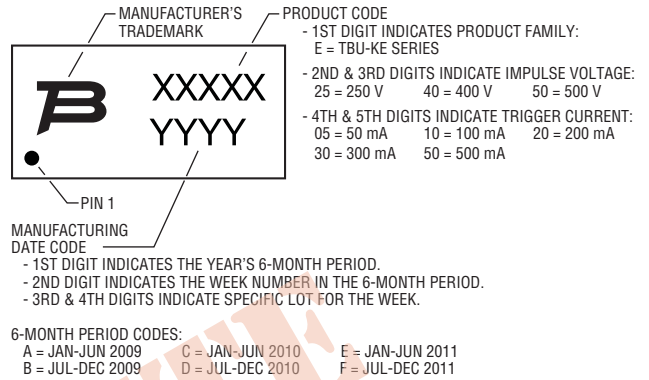 MANUFACTURER'S
TRADEMARK
PRODUCT CODE
- 1ST DIGIT INDICATES PRODUCT FAMILY:
E = TBU-KE SERIES
- 2ND & 3RD DIGITS INDICATE IMPULSE VOLTAGE:
25 = 250 V 40 = 400 V 50 = 500 V
- 4TH & 5TH DIGITS INDICATE TRIGGER CURRENT:
05 = 50 mA 10 = 100 mA 20 = 200 mA
30 = 300 mA 50 = 500 mA
XXXXX
YYYY
PIN 1
MANUFACTURING
DATE CODE
- 1ST DIGIT INDICATES THE YEAR'S 6-MONTH PERIOD.
- 2ND DIGIT INDICATES THE WEEK NUMBER IN THE 6-MONTH PERIOD.
- 3RD & 4TH DIGITS INDICATE SPECIFIC LOT FOR THE WEEK.
6-MONTH PERIOD CODES:
A = JAN-JUN 2009 C = JAN-JUN 2010 E = JAN-JUN 2011
B = JUL-DEC 2009 D = JUL-DEC 2010 F = JUL-DEC 2011